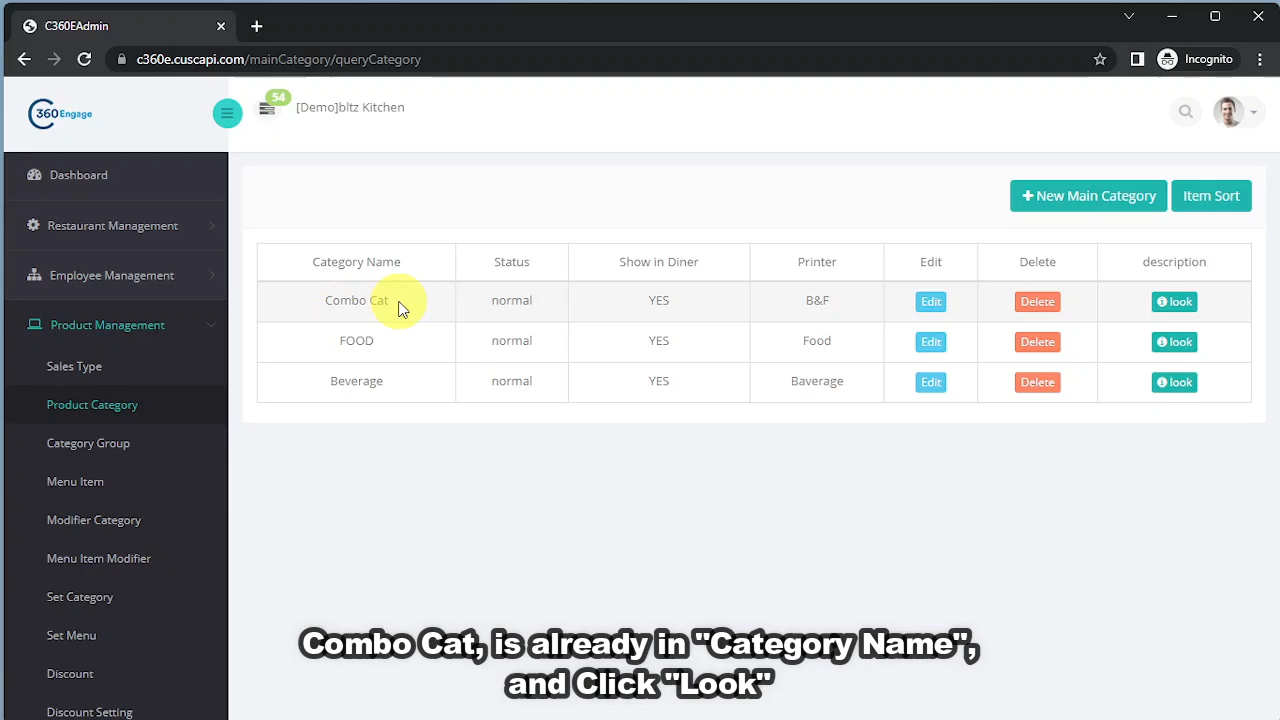 C360EAdmin
c360e.cuscapi.com/mainCategory/queryCategory
Incognito
360 Engage
54
[Demo]bltz Kitchen
Dashboard
Restaurant Management
Employee Management
Product Management
Sales Type
Product Category
Category Group
Menu Item
Modifier Category
Menu Item Modifier
Set Category
Set Menu
Discount
Discount Setting
New Main Category
Item Sort
Category Name Status Show in Diner Printer Edit Delete description
Combo Cat normal YES B&F Edit Delete look
FOOD normal YES Food Edit Delete look
Beverage normal YES Baverage Edit Delete look
Combo Cat, is already in "Category Name",
and Click "Look"